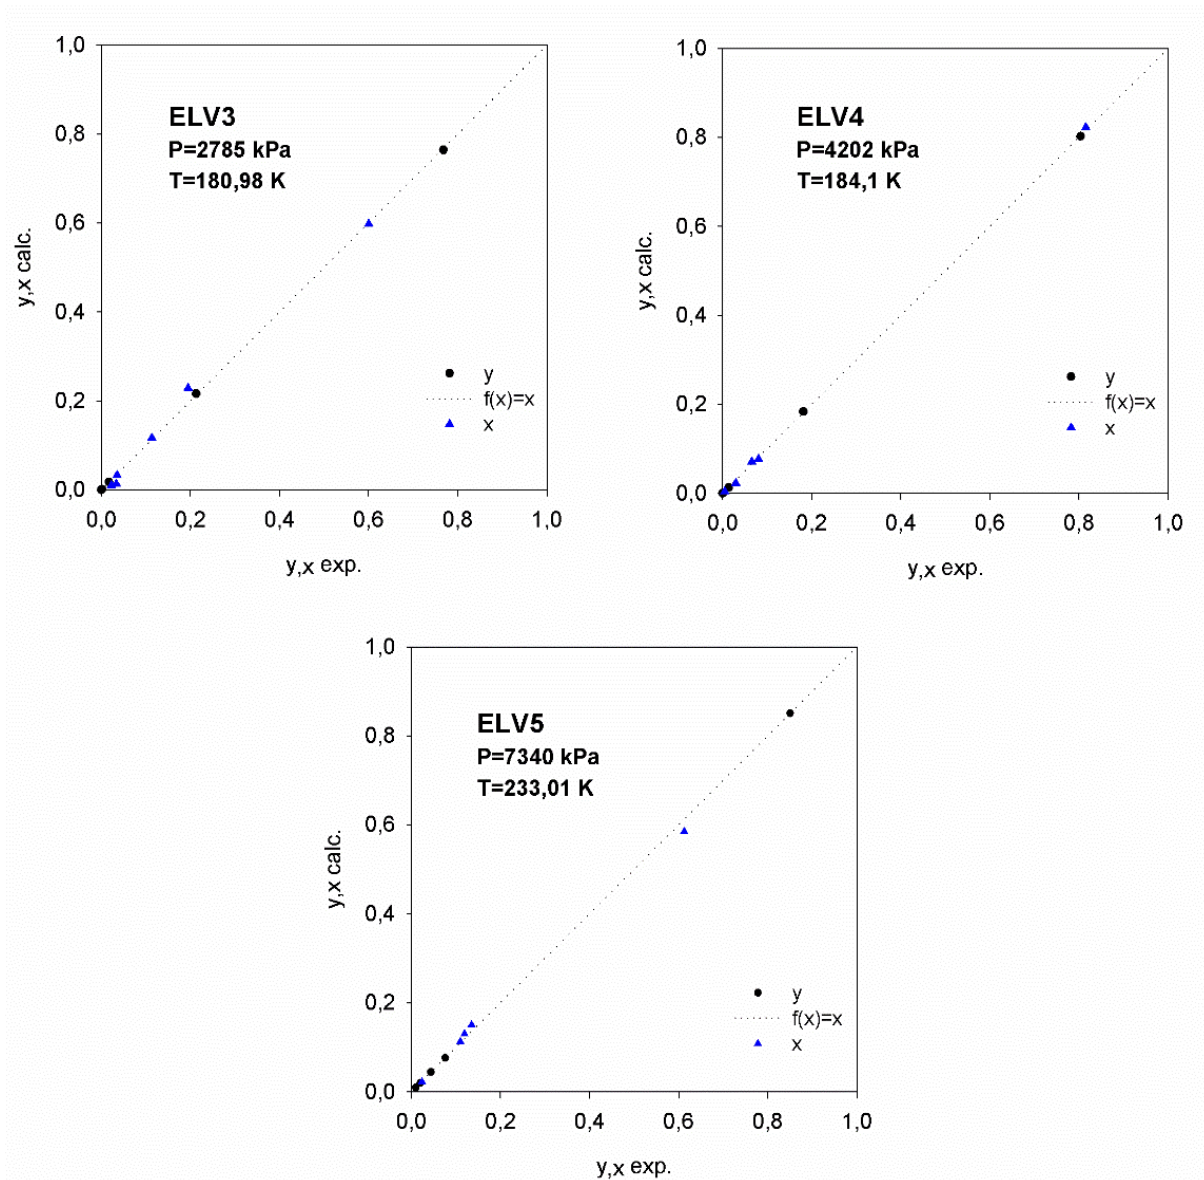 1,0
0,8
0,6
0,4
0,2
0,0
y,x calc.
ELV3
P=2785 kPa
T=180,98 K
y
f(x)=x
x
0,0 0,2 0,4 0,6 0,8 1,0
y,x exp.
1,0
0,8
0,6
0,4
0,2
0,0
y,x calc.
ELV4
P=4202 kPa
T=184,1 K
y
f(x)=x
x
0,0 0,2 0,4 0,6 0,8 1,0
y,x exp.
1,0
0,8
0,6
0,4
0,2
0,0
y,x calc.
ELV5
P=7340 kPa
T=233,01 K
y
f(x)=x
x
0,0 0,2 0,4 0,6 0,8 1,0
y,x exp.